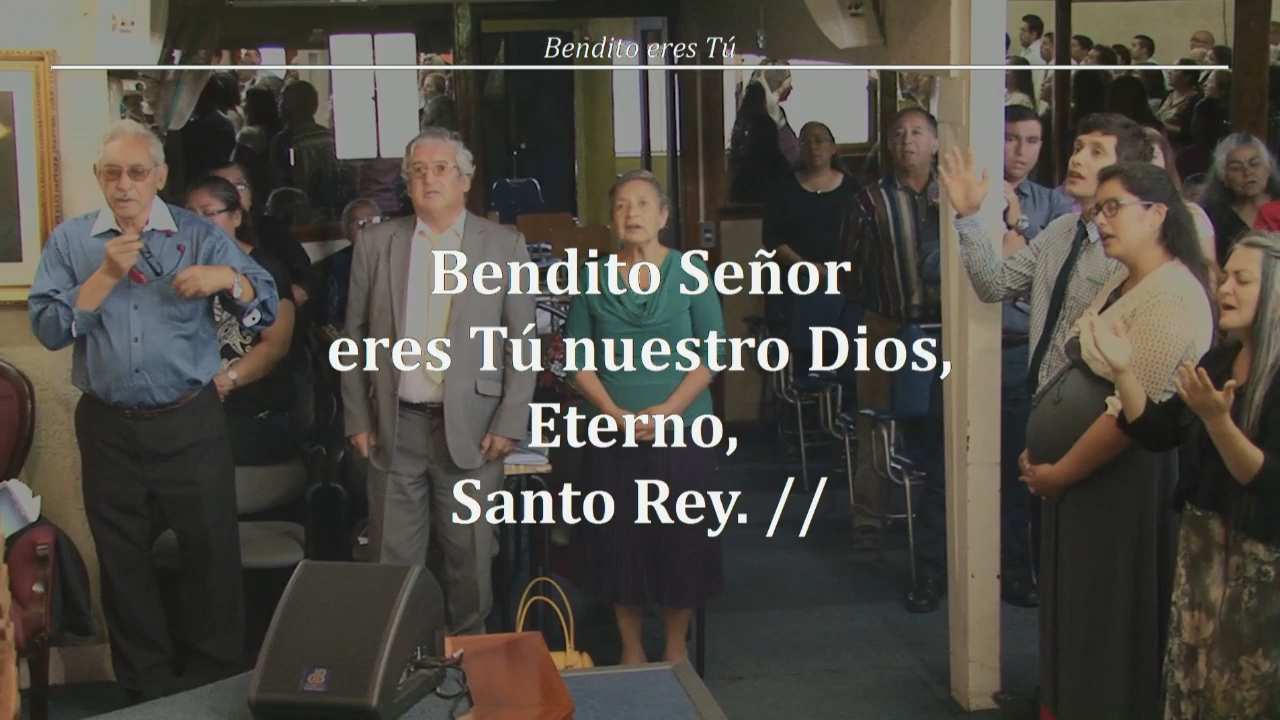 Bendito eres Tú
Bendito Señor
eres Tú nuestro Dios,
Eterno,
Santo Rey. //